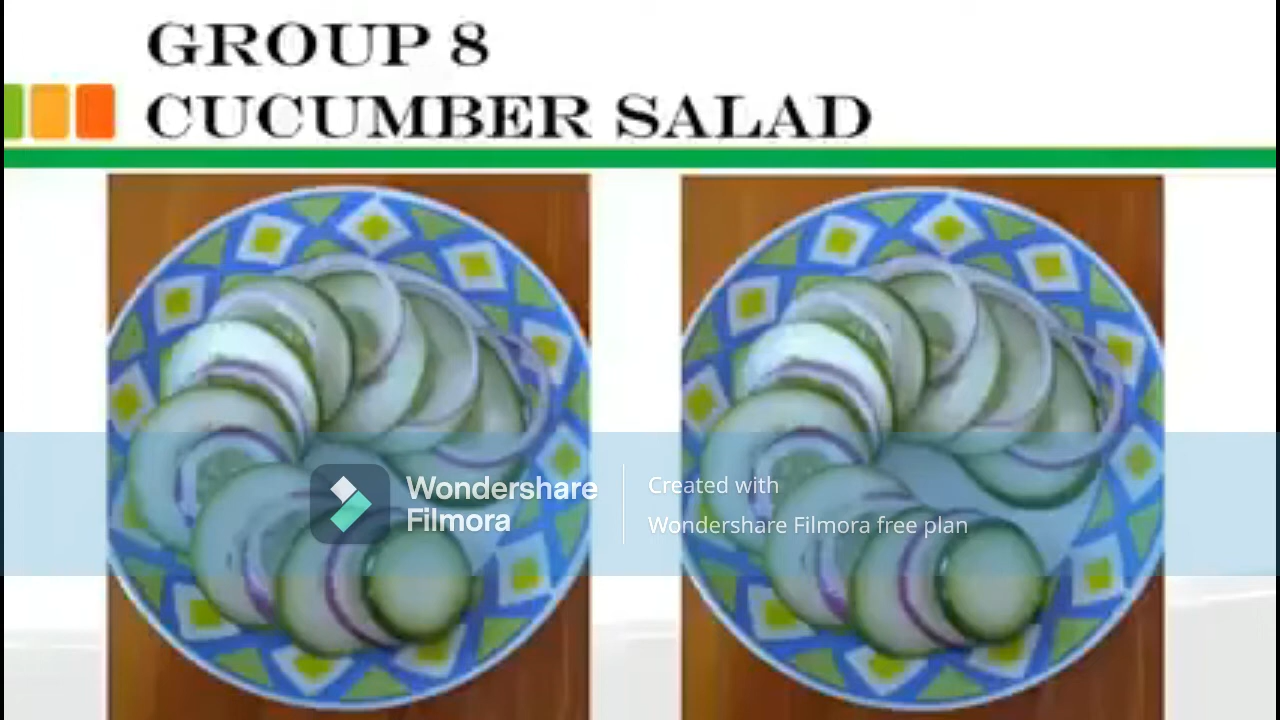 GROUP 8
CUCUMBER SALAD
Wondershare
Filmora
Created with
Wondershare Filmora free plan